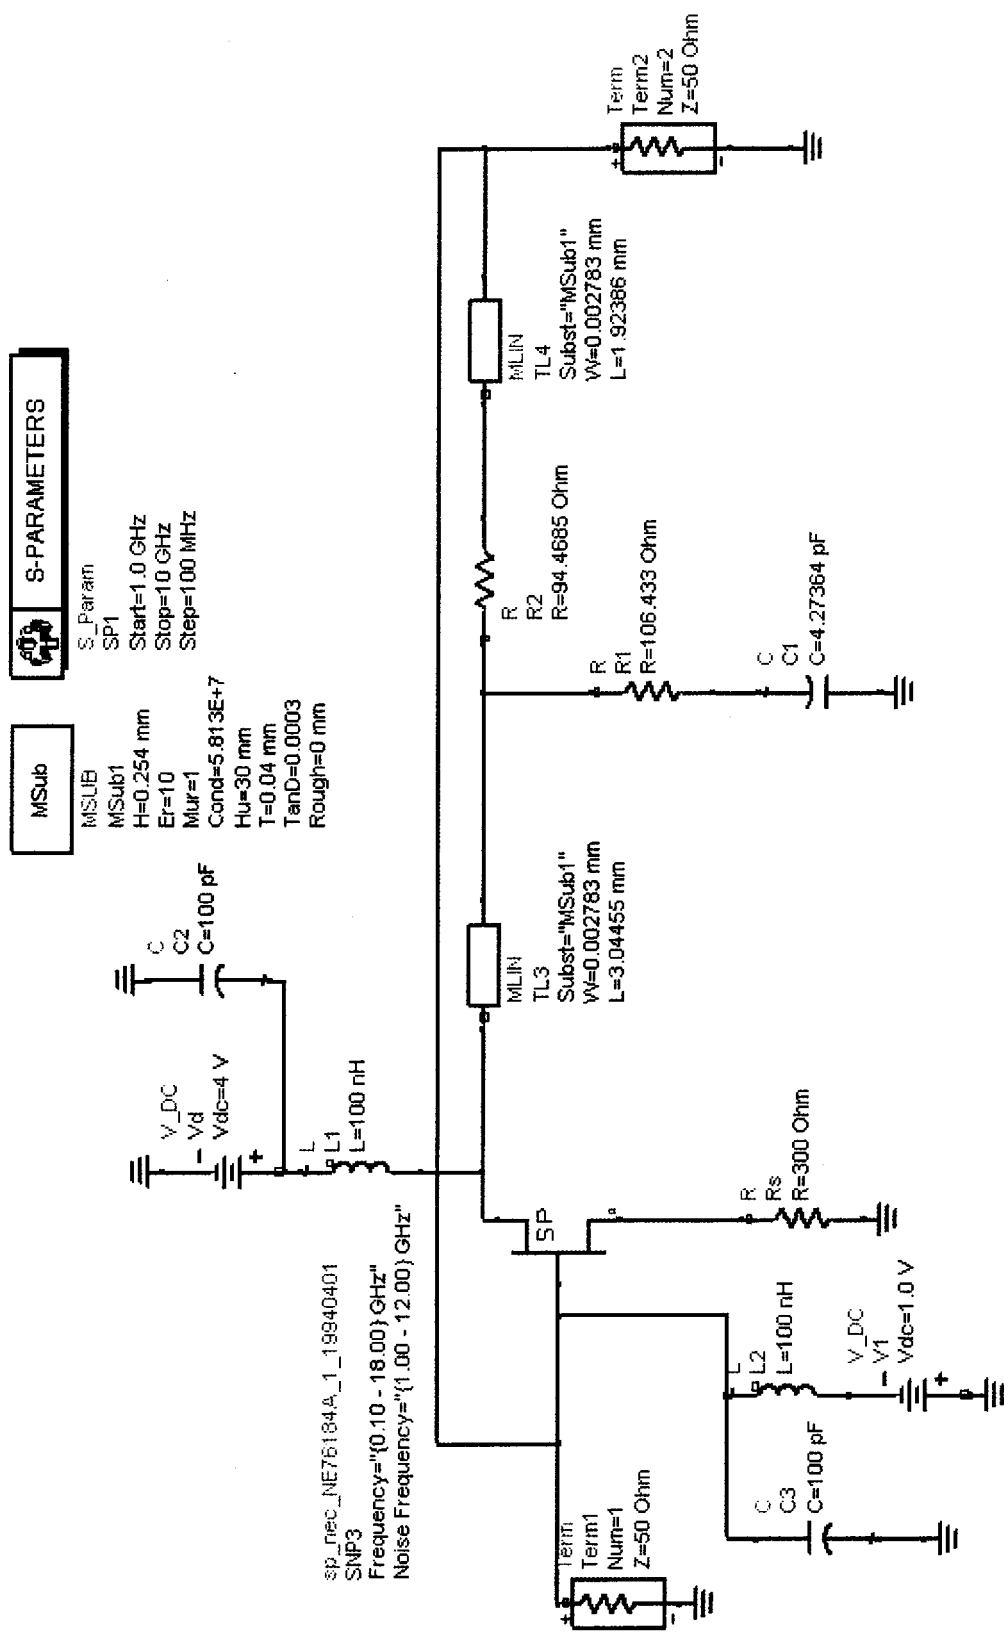 MSub
MSUB
MSub1
H=0.254 mm
Er=10
Mur=1
Cond=5.813E+7
Hu=30 mm
T=0.04 mm
TanD=0.0003
Rough=0 mm
S-PARAMETERS
S_Param
SP1
Start=1.0 GHz
Stop=10 GHz
Step=100 MHz
C
C2
C=100 pF
V_DC
Vd
Vdc=4 V
-
+
L
L1
L=100 nH
sp_nec_NE76184A_1_19940401
SNP3
Frequency="{0.10 - 18.00} GHz"
Noise Frequency="{1.00 - 12.00} GHz"
SP
MLIN
TL3
Subst="MSub1"
W=0.002783 mm
L=3.04455 mm
R
R2
R=94.4685 Ohm
MLIN
TL4
Subst="MSub1"
W=0.002783 mm
L=1.92386 mm
R
R1
R=106.433 Ohm
C
C1
C=4.27364 pF
Term
Term2
Num=2
Z=50 Ohm
+
-
R
Rs
R=300 Ohm
L
L2
L=100 nH
V_DC
V1
Vdc=1.0 V
-
+
C
C3
C=100 pF
Term
Term1
Num=1
Z=50 Ohm
+
-